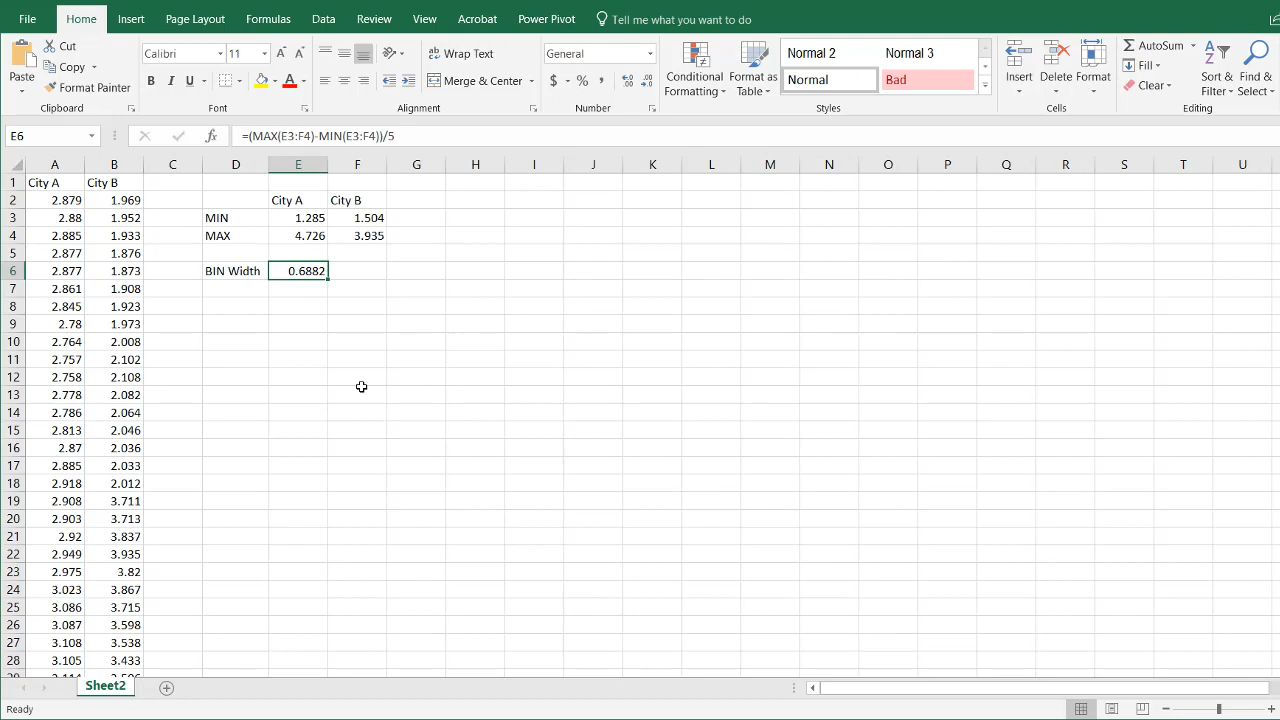 File Home Insert Page Layout Formulas Data Review View Acrobat Power Pivot Tell me what you want to do
Paste Cut Copy Format Painter Clipboard
Calibri 11 B I U A Font
Wrap Text Merge & Center Alignment
General $ % , Number
Conditional Formatting Format as Table Normal 2 Normal 3 Normal Bad Styles
Insert Delete Format Cells
AutoSum Fill Clear Sort & Filter Find & Select Editing
E6 fx =(MAX(E3:F4)-MIN(E3:F4))/5
A B C D E F G H I J K L M N O P Q R S T U
1 City A City B
2 2.879 1.969 City A City B
3 2.88 1.952 MIN 1.285 1.504
4 2.885 1.933 MAX 4.726 3.935
5 2.877 1.876
6 2.877 1.873 BIN Width 0.6882
7 2.861 1.908
8 2.845 1.923
9 2.78 1.973
10 2.764 2.008
11 2.757 2.102
12 2.758 2.108
13 2.778 2.082
14 2.786 2.064
15 2.813 2.046
16 2.87 2.036
17 2.885 2.033
18 2.918 2.012
19 2.908 3.711
20 2.903 3.713
21 2.92 3.837
22 2.949 3.935
23 2.975 3.82
24 3.023 3.867
25 3.086 3.715
26 3.087 3.598
27 3.108 3.538
28 3.105 3.433
Sheet2
Ready